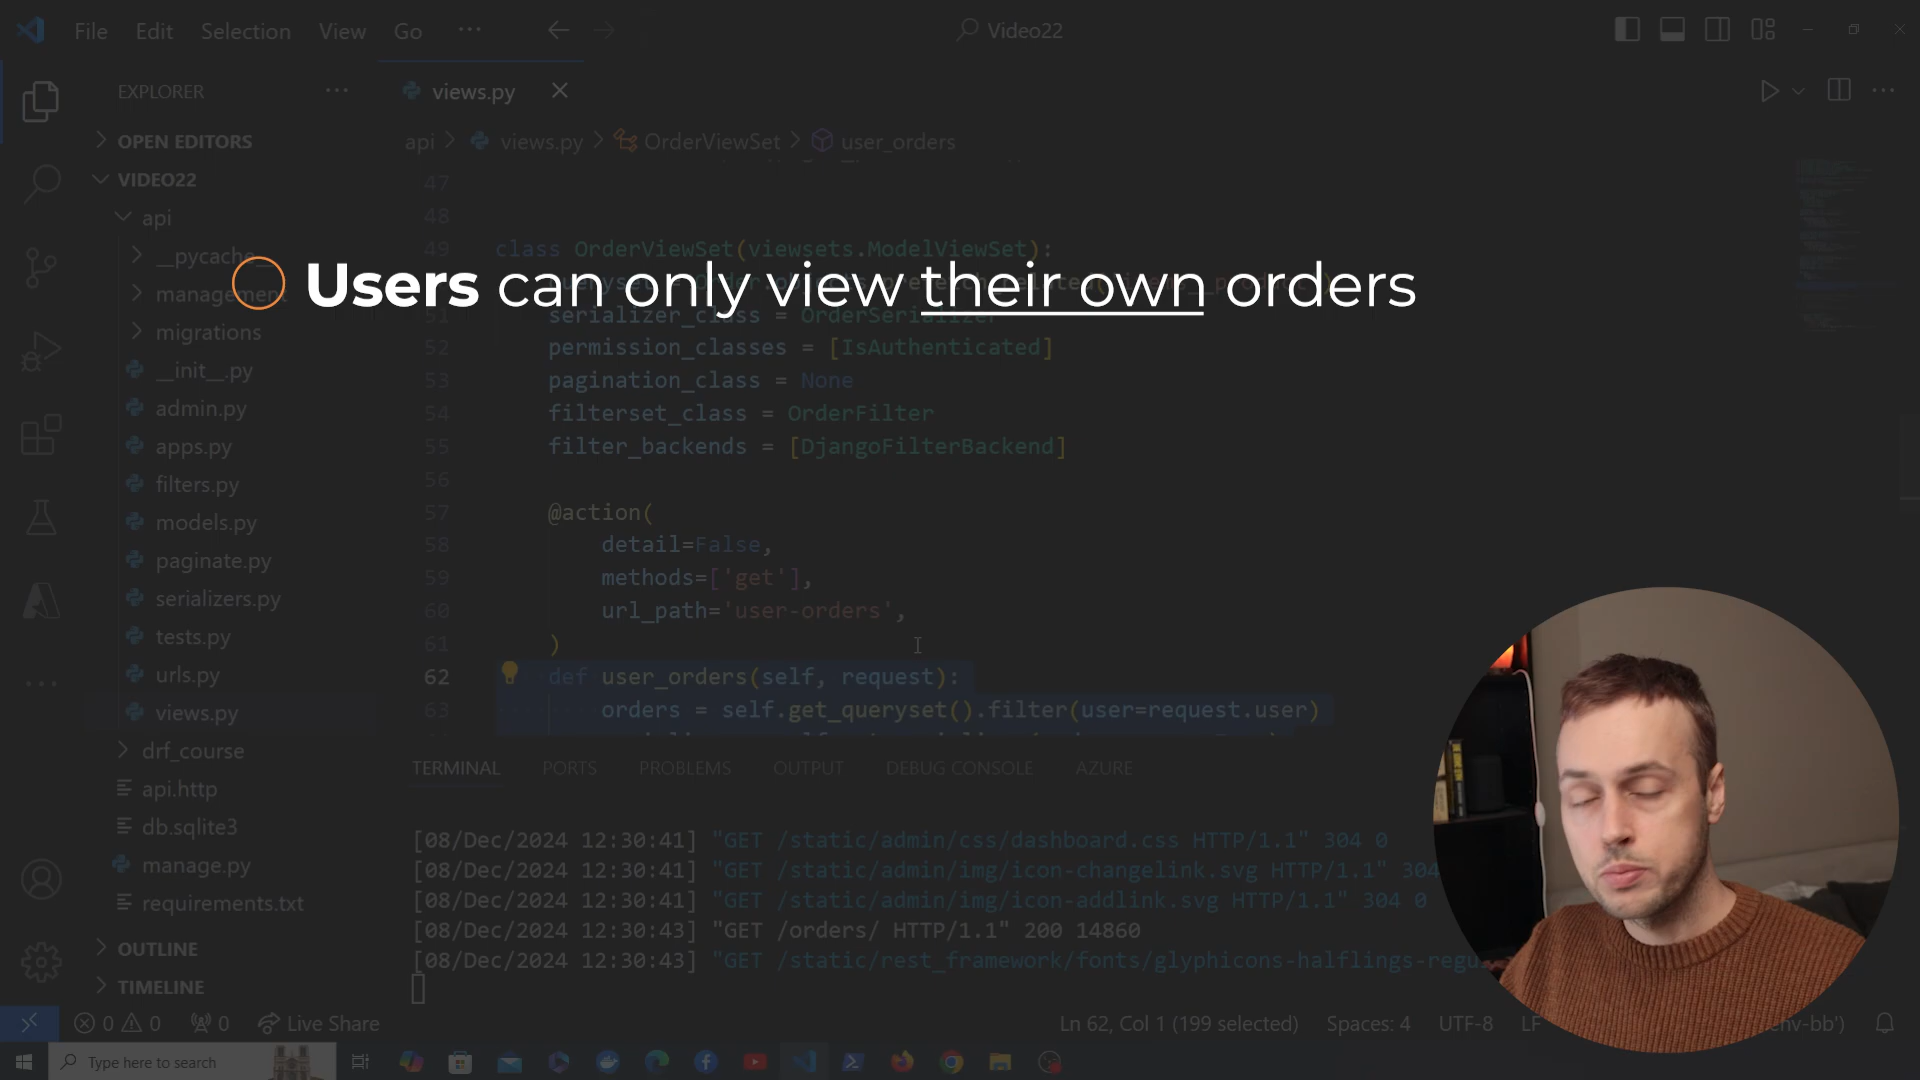 File Edit Selection View Go ... Video22
EXPLORER ... views.py
OPEN EDITORS
api > views.py > OrderViewSet > user_orders
VIDEO22
47
api
48
49 class OrderViewSet(viewsets.ModelViewSet):
__pycache__
Users can only view their own orders
management
51 serializer_class = OrderSerializer
migrations
52 permission_classes = [IsAuthenticated]
__init__.py
53 pagination_class = None
admin.py
54 filterset_class = OrderFilter
apps.py
55 filter_backends = [DjangoFilterBackend]
filters.py
56
models.py
57 @action(
paginate.py
58 detail=False,
serializers.py
59 methods=['get'],
tests.py
60 url_path='user-orders',
urls.py
61 )
views.py
62 def user_orders(self, request):
63 orders = self.get_queryset().filter(user=request.user)
drf_course
api.http
db.sqlite3
manage.py
requirements.txt
OUTLINE
TIMELINE
TERMINAL PORTS PROBLEMS OUTPUT DEBUG CONSOLE AZURE
[08/Dec/2024 12:30:41] "GET /static/admin/css/dashboard.css HTTP/1.1" 304 0
[08/Dec/2024 12:30:41] "GET /static/admin/img/icon-changelink.svg HTTP/1.1" 304
[08/Dec/2024 12:30:41] "GET /static/admin/img/icon-addlink.svg HTTP/1.1" 304 0
[08/Dec/2024 12:30:43] "GET /orders/ HTTP/1.1" 200 14860
[08/Dec/2024 12:30:43] "GET /static/rest_framework/fonts/glyphicons-halflings-regu
0 0 0 Live Share Ln 62, Col 1 (199 selected) Spaces: 4 UTF-8 LF env-bb')
Type here to search